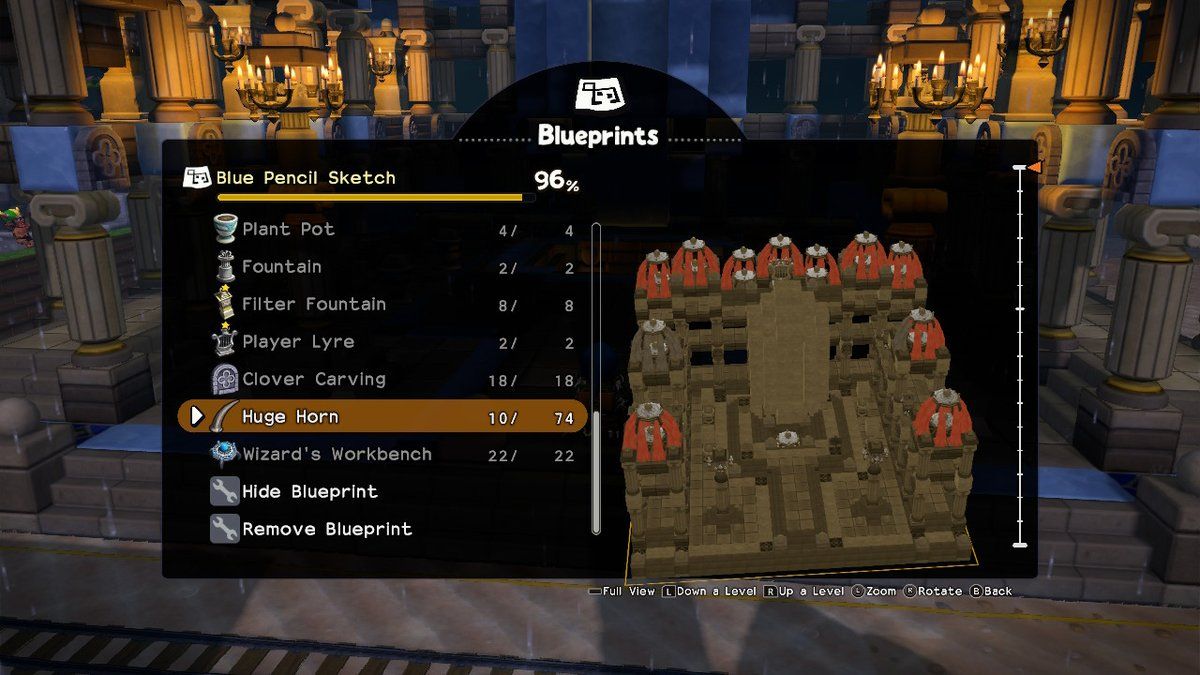 Blueprints
Blue Pencil Sketch 96%
Plant Pot 4/ 4
Fountain 2/ 2
Filter Fountain 8/ 8
Player Lyre 2/ 2
Clover Carving 18/ 18
Huge Horn 10/ 74
Wizard's Workbench 22/ 22
Hide Blueprint
Remove Blueprint
Full View L Down a Level R Up a Level L Zoom R Rotate B Back